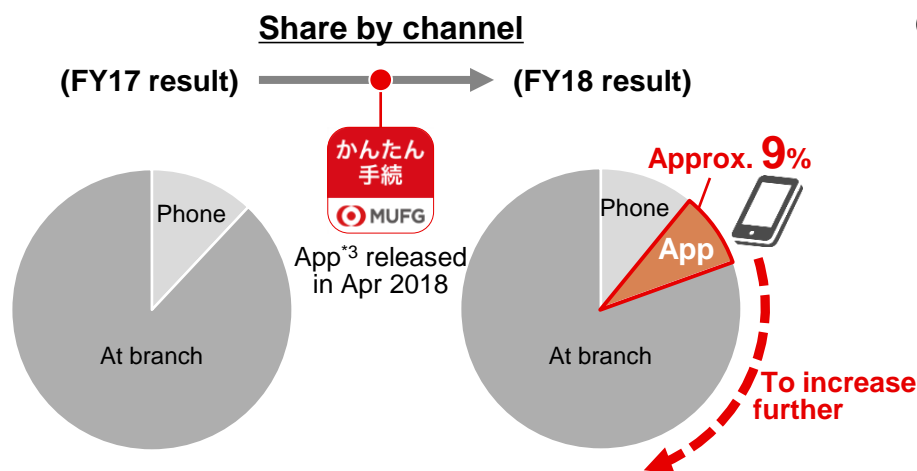 Share by channel
(FY17 result)
(FY18 result)
かんたん
手続
MUFG
App*3 released
in Apr 2018
Phone
At branch
Approx. 9%
Phone
App
At branch
To increase
further